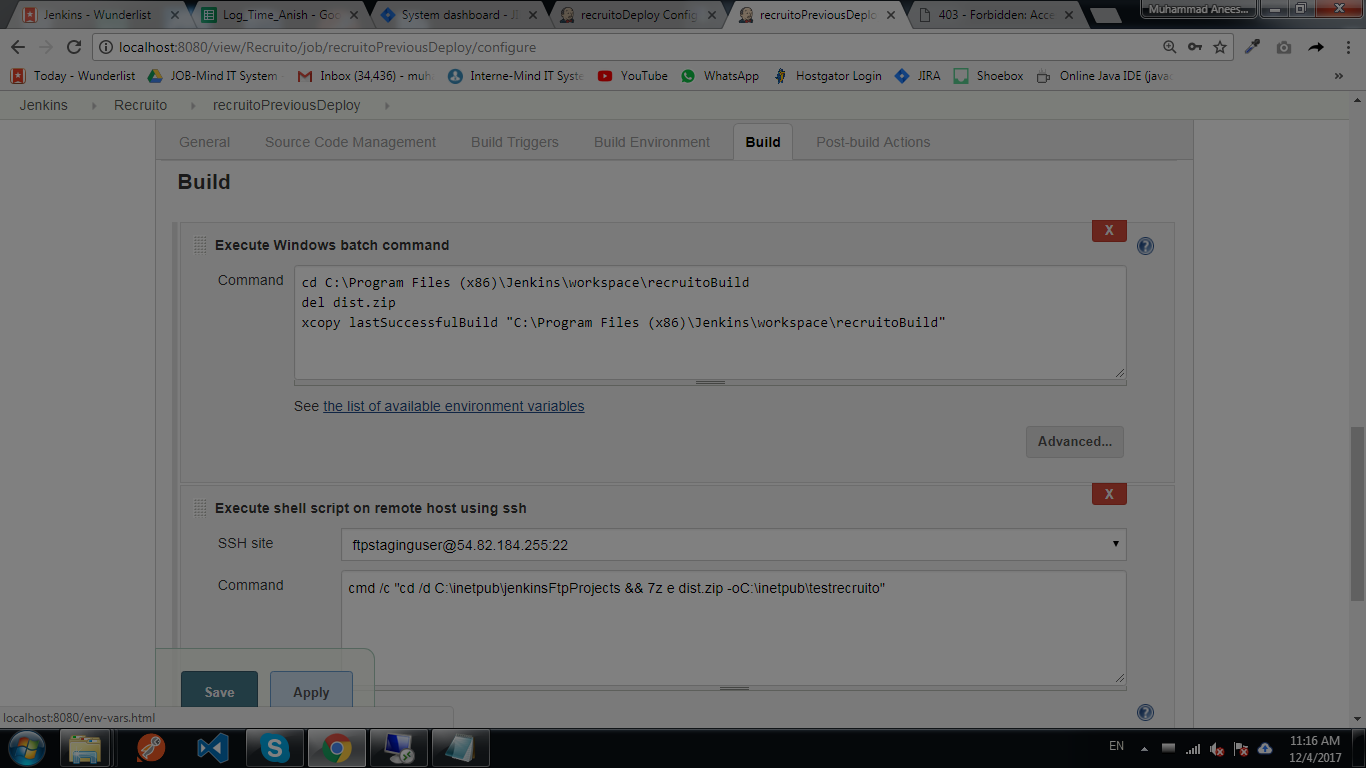 Jenkins - Wunderlist
Log_Time_Anish - Goo
System dashboard - JI
recruitoDeploy Config
recruitoPreviousDeplo
403 - Forbidden: Acce
Muhammad Anees...
localhost:8080/view/Recruito/job/recruitoPreviousDeploy/configure
Today - Wunderlist
JOB-Mind IT System
Inbox (34,436) - muh
Interne-Mind IT Syste
YouTube
WhatsApp
Hostgator Login
JIRA
Shoebox
Online Java IDE (java
Jenkins
Recruito
recruitoPreviousDeploy
General
Source Code Management
Build Triggers
Build Environment
Build
Post-build Actions
Build
X
Execute Windows batch command
Command
cd C:\Program Files (x86)\Jenkins\workspace\recruitoBuild
del dist.zip
xcopy lastSuccessfulBuild "C:\Program Files (x86)\Jenkins\workspace\recruitoBuild"
See the list of available environment variables
Advanced...
X
Execute shell script on remote host using ssh
SSH site
ftpstaginguser@54.82.184.255:22
Command
cmd /c "cd /d C:\inetpub\jenkinsFtpProjects && 7z e dist.zip -oC:\inetpub\testrecruito"
Save
Apply
localhost:8080/env-vars.html
EN
11:16 AM
12/4/2017